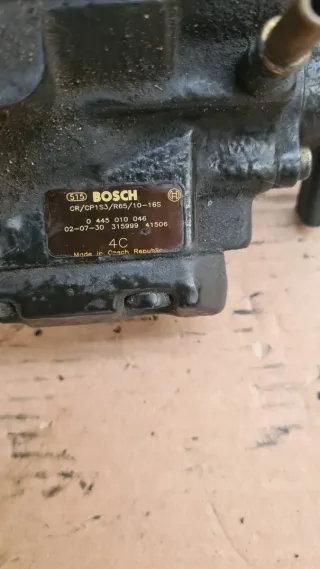 515 BOSCH
CR/CP1S3/R65/10-16S
0 445 010 046
02-07-30 315999 41506
4C
Made in Czech Republic